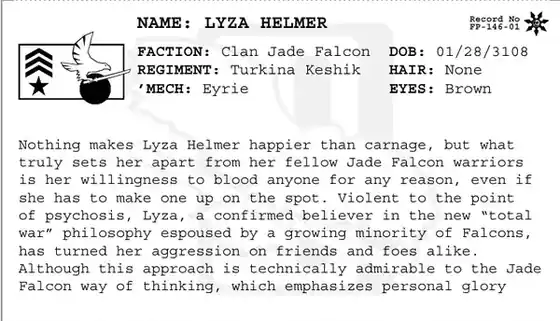 NAME: LYZA HELMER
Record No
FP-146-01
FACTION: Clan Jade Falcon DOB: 01/28/3108
REGIMENT: Turkina Keshik HAIR: None
’MECH: Eyrie EYES: Brown
Nothing makes Lyza Helmer happier than carnage, but what
truly sets her apart from her fellow Jade Falcon warriors
is her willingness to blood anyone for any reason, even if
she has to make one up on the spot. Violent to the point
of psychosis, Lyza, a confirmed believer in the new “total
war” philosophy espoused by a growing minority of Falcons,
has turned her aggression on friends and foes alike.
Although this approach is technically admirable to the Jade
Falcon way of thinking, which emphasizes personal glory